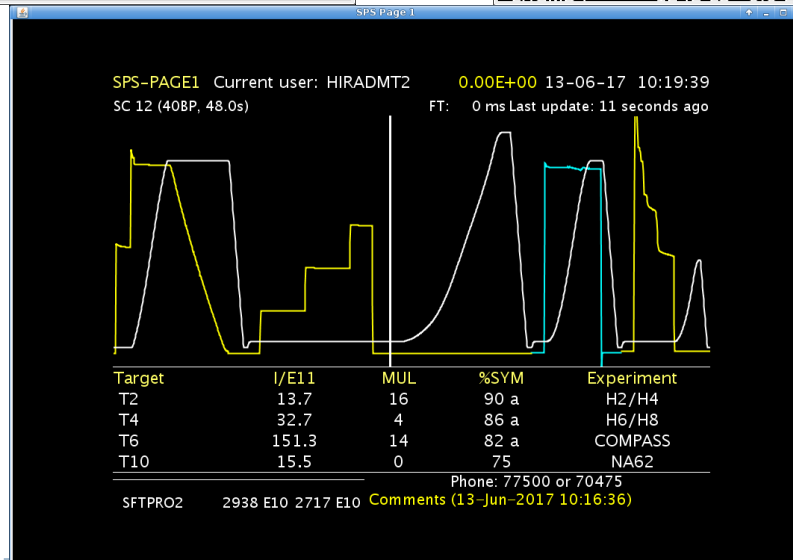 SPS Page 1
SPS-PAGE1 Current user: HIRADMT2 0.00E+00 13-06-17 10:19:39
SC 12 (40BP, 48.0s) FT: 0 ms Last update: 11 seconds ago
Target I/E11 MUL %SYM Experiment
T2 13.7 16 90 a H2/H4
T4 32.7 4 86 a H6/H8
T6 151.3 14 82 a COMPASS
T10 15.5 0 75 NA62
Phone: 77500 or 70475
SFTPRO2 2938 E10 2717 E10 Comments (13-Jun-2017 10:16:36)